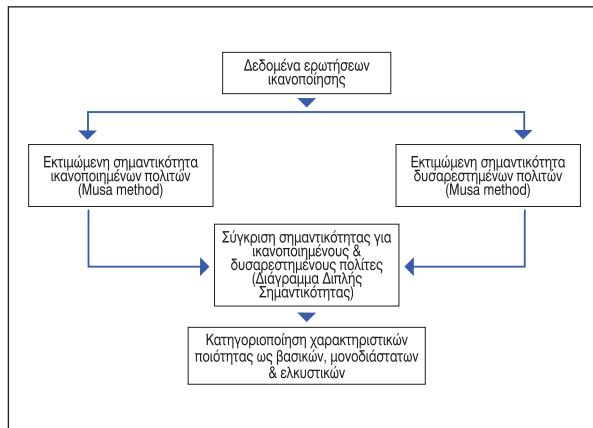 Δεδομένα ερωτήσεων
ικανοποίησης
Εκτιμώμενη σημαντικότητα
ικανοποιημένων πολιτών
(Musa method)
Εκτιμώμενη σημαντικότητα
δυσαρεστημένων πολιτών
(Musa method)
Σύγκριση σημαντικότητας για
ικανοποιημένους &
δυσαρεστημένους πολίτες
(Διάγραμμα Διπλής
Σημαντικότητας)
Κατηγοριοποίηση χαρακτηριστικών
ποιότητας ως βασικών, μονοδιάστατων
& ελκυστικών